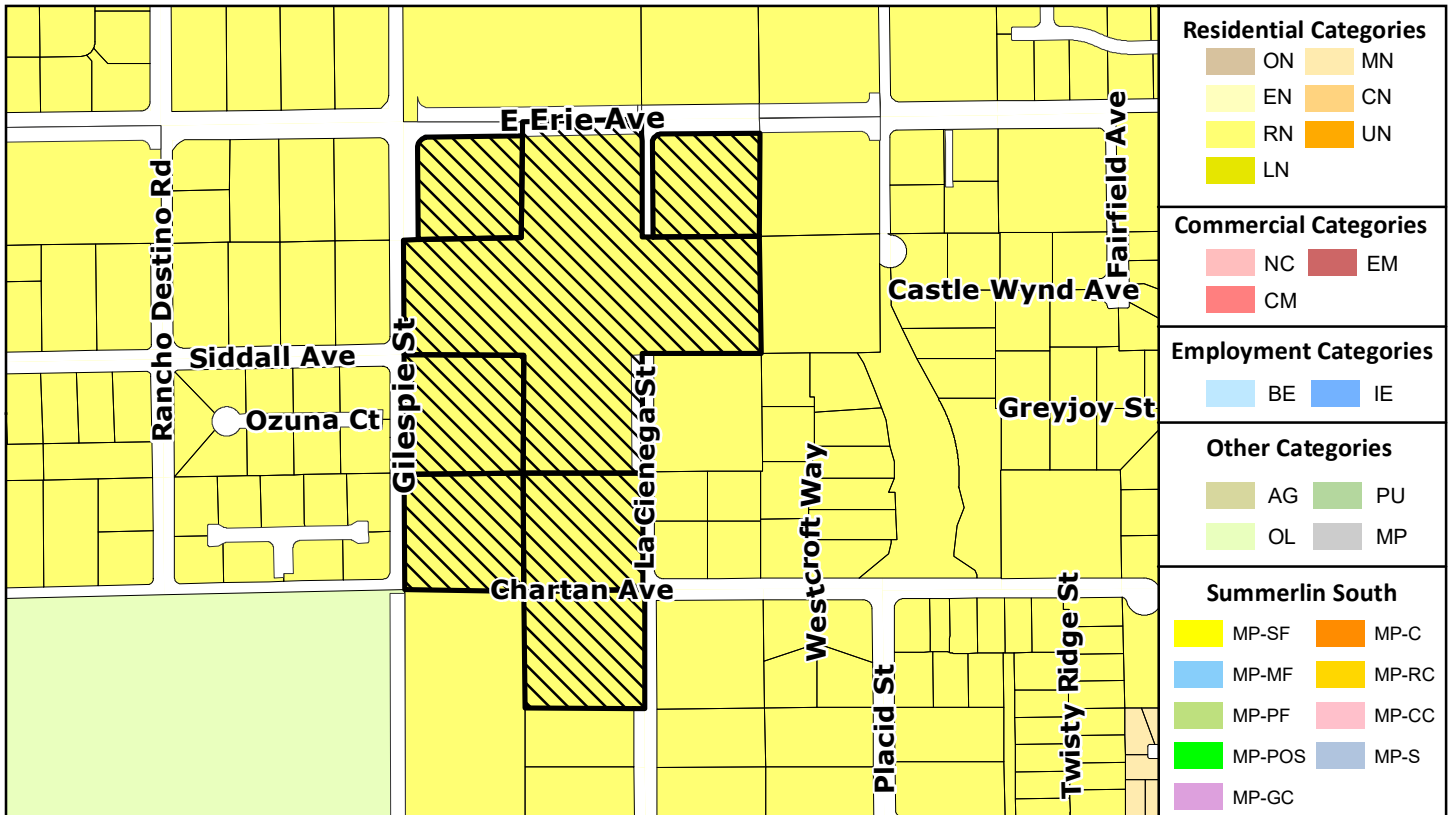 E Erie Ave
Rancho Destino Rd
Fairfield Ave
Castle Wynd Ave
Siddall Ave
Gilespie St
Ozuna Ct
La Cienega St
Greyjoy St
Westcroft Way
Chartan Ave
Placid St
Twisty Ridge St
Residential Categories
ON MN
EN CN
RN UN
LN
Commercial Categories
NC EM
CM
Employment Categories
BE IE
Other Categories
AG PU
OL MP
Summerlin South
MP-SF MP-C
MP-MF MP-RC
MP-PF MP-CC
MP-POS MP-S
MP-GC